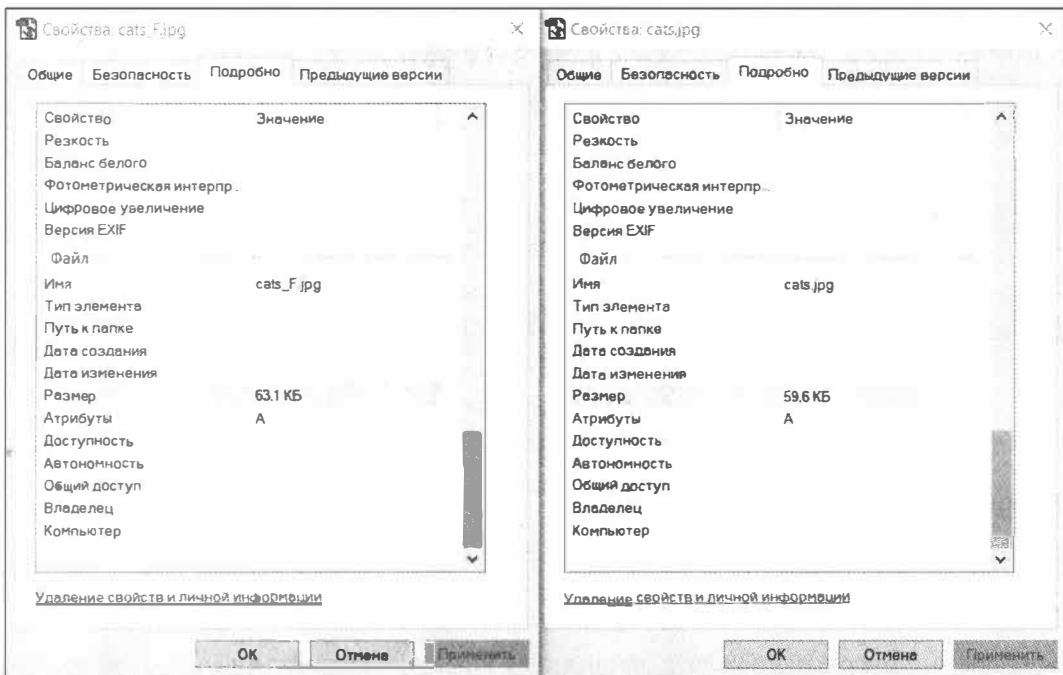 Свойства: cats_F.jpg
Общие Безопасность Подробно Предыдущие версии
Свойство Значение
Резкость
Баланс белого
Фотометрическая интерпр...
Цифровое увеличение
Версия EXIF
Файл
Имя cats_F.jpg
Тип элемента
Путь к папке
Дата создания
Дата изменения
Размер 63.1 КБ
Атрибуты A
Доступность
Автономность
Общий доступ
Владелец
Компьютер
Удаление свойств и личной информации
OK Отмена Применить
Свойства: cats.jpg
Общие Безопасность Подробно Предыдущие версии
Свойство Значение
Резкость
Баланс белого
Фотометрическая интерпр...
Цифровое увеличение
Версия EXIF
Файл
Имя cats.jpg
Тип элемента
Путь к папке
Дата создания
Дата изменения
Размер 59.6 КБ
Атрибуты A
Доступность
Автономность
Общий доступ
Владелец
Компьютер
Удаление свойств и личной информации
OK Отмена Применить